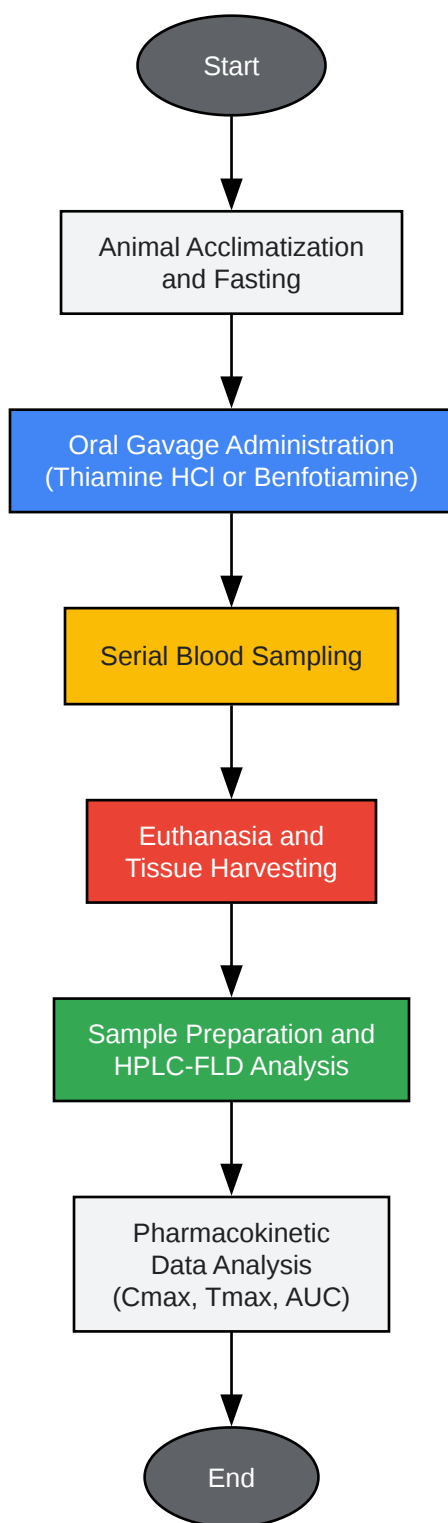 Start
Animal Acclimatization
and Fasting
Oral Gavage Administration
(Thiamine HCl or Benfotiamine)
Serial Blood Sampling
Euthanasia and
Tissue Harvesting
Sample Preparation and
HPLC-FLD Analysis
Pharmacokinetic
Data Analysis
(Cmax, Tmax, AUC)
End